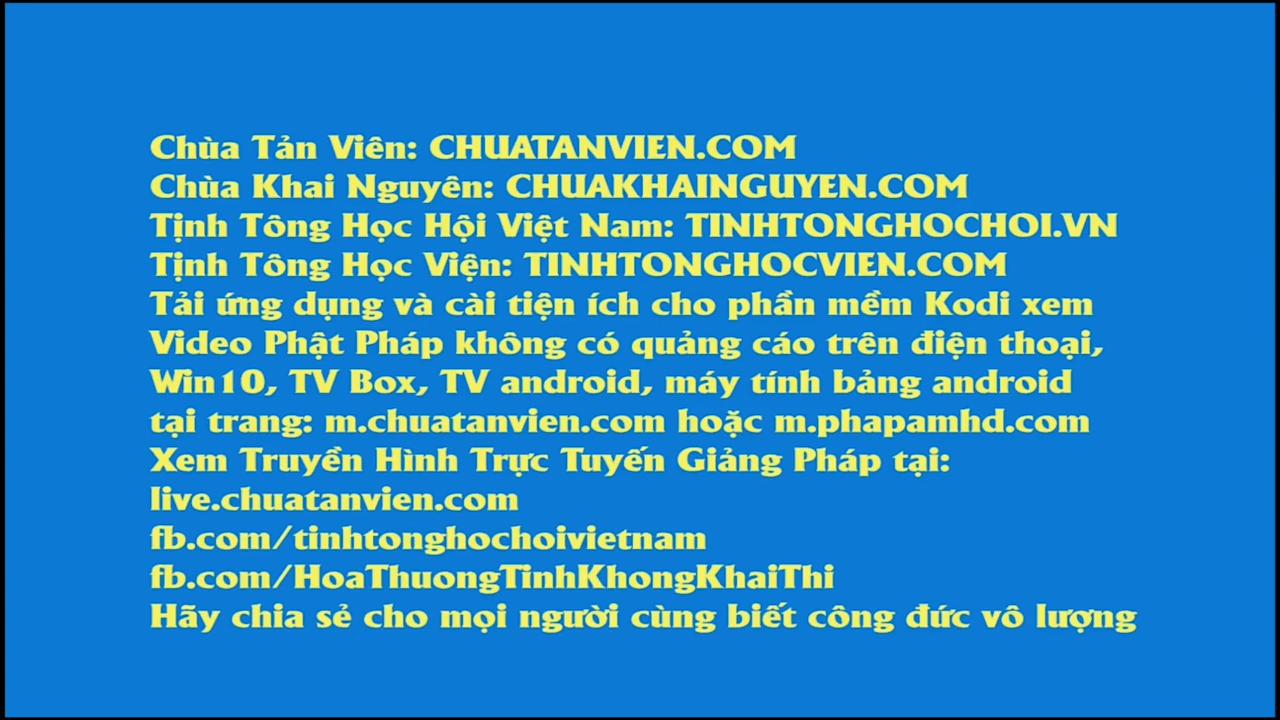 Chùa Tản Viên: CHUATANVIEN.COM
Chùa Khai Nguyên: CHUAKHAINGUYEN.COM
Tịnh Tông Học Hội Việt Nam: TINHTONGHOCHOI.VN
Tịnh Tông Học Viện: TINHTONGHOCVIEN.COM
Tải ứng dụng và cài tiện ích cho phần mềm Kodi xem
Video Phật Pháp không có quảng cáo trên điện thoại,
Win10, TV Box, TV android, máy tính bảng android
tại trang: m.chuatanvien.com hoặc m.phapamhd.com
Xem Truyền Hình Trực Tuyến Giảng Pháp tại:
live.chuatanvien.com
fb.com/tinhtonghochoivietnam
fb.com/HoaThuongTinhKhongKhaiThi
Hãy chia sẻ cho mọi người cùng biết công đức vô lượng